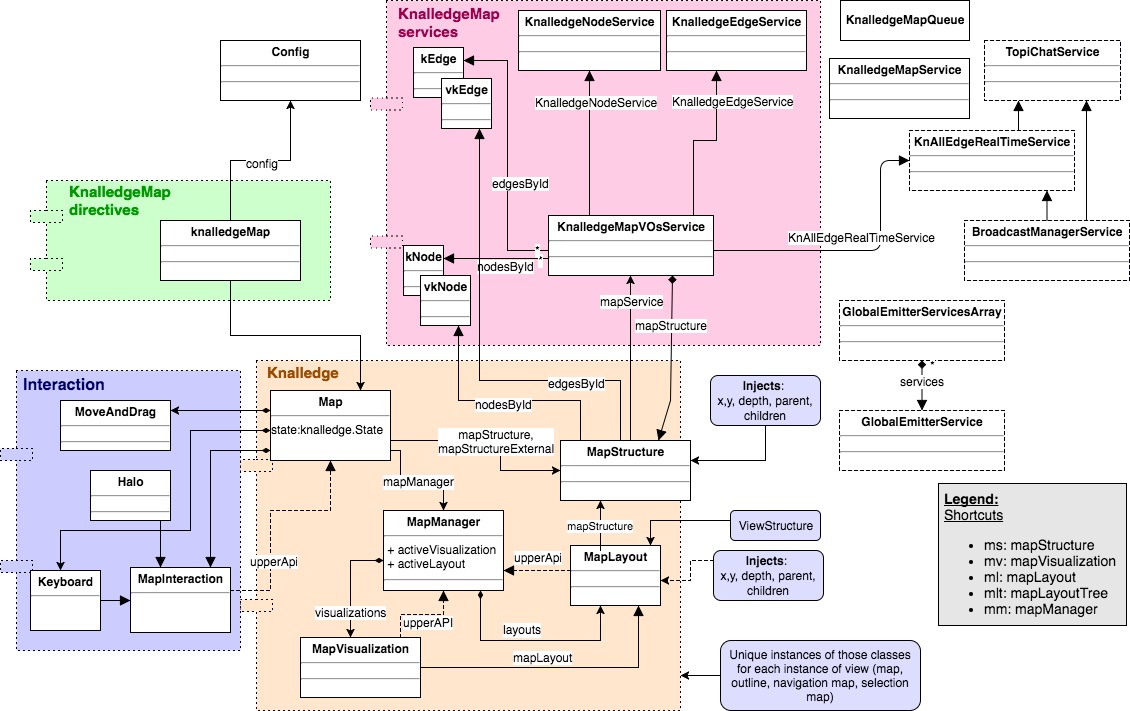 KnalledgeMap
services
KnalledgeNodeService
KnalledgeEdgeService
KnalledgeMapQueue
Config
kEdge
vkEdge
KnalledgeMapService
TopiChatService
KnalledgeNodeService
KnalledgeEdgeService
KnAllEdgeRealTimeService
config
edgesById
KnalledgeMap
directives
knalledgeMap
KnalledgeMapVOsService
BroadcastManagerService
KnAllEdgeRealTimeService
*
*
kNode
nodesById
vkNode
mapService
mapStructure
GlobalEmitterServicesArray
*
services
GlobalEmitterService
Interaction
Knalledge
MoveAndDrag
Map
state:knalledge.State
edgesById
nodesById
Injects:
x,y, depth, parent,
children
mapStructure,
mapStructureExternal
MapStructure
Halo
mapManager
MapManager
+ activeVisualization
+ activeLayout
mapStructure
ViewStructure
Legend:
Shortcuts
• ms: mapStructure
• mv: mapVisualization
• ml: mapLayout
• mlt: mapLayoutTree
• mm: mapManager
upperApi
upperApi
MapLayout
Injects:
x,y, depth, parent,
children
Keyboard
MapInteraction
visualizations
upperAPI
layouts
MapVisualization
mapLayout
Unique instances of those classes
for each instance of view (map,
outline, navigation map, selection
map)